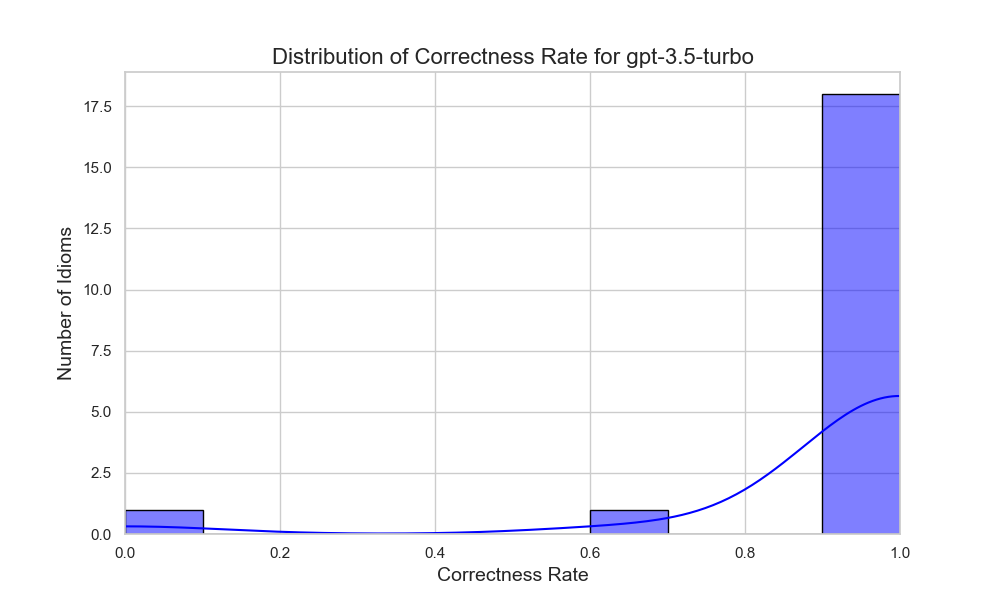 Distribution of Correctness Rate for gpt-3.5-turbo
Number of Idioms
17.5
15.0
12.5
10.0
7.5
5.0
2.5
0.0
0.0 0.2 0.4 0.6 0.8 1.0
Correctness Rate